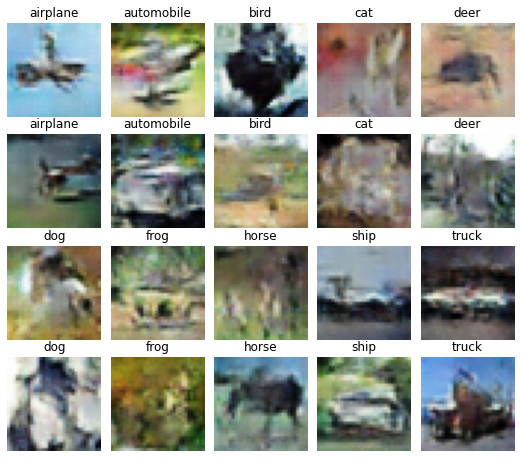 airplane automobile bird cat deer
airplane automobile bird cat deer
dog frog horse ship truck
dog frog horse ship truck